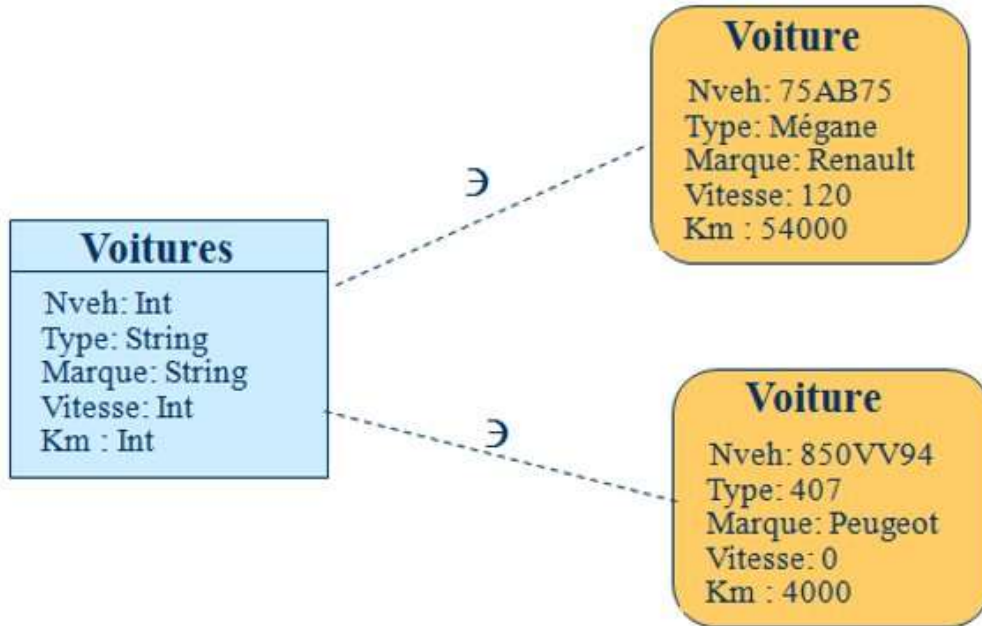 Voiture
Nveh: 75AB75
Type: Mégane
Marque: Renault
Vitesse: 120
Km : 54000
∋
Voitures
Nveh: Int
Type: String
Marque: String
Vitesse: Int
Km : Int
∋
Voiture
Nveh: 850VV94
Type: 407
Marque: Peugeot
Vitesse: 0
Km : 4000